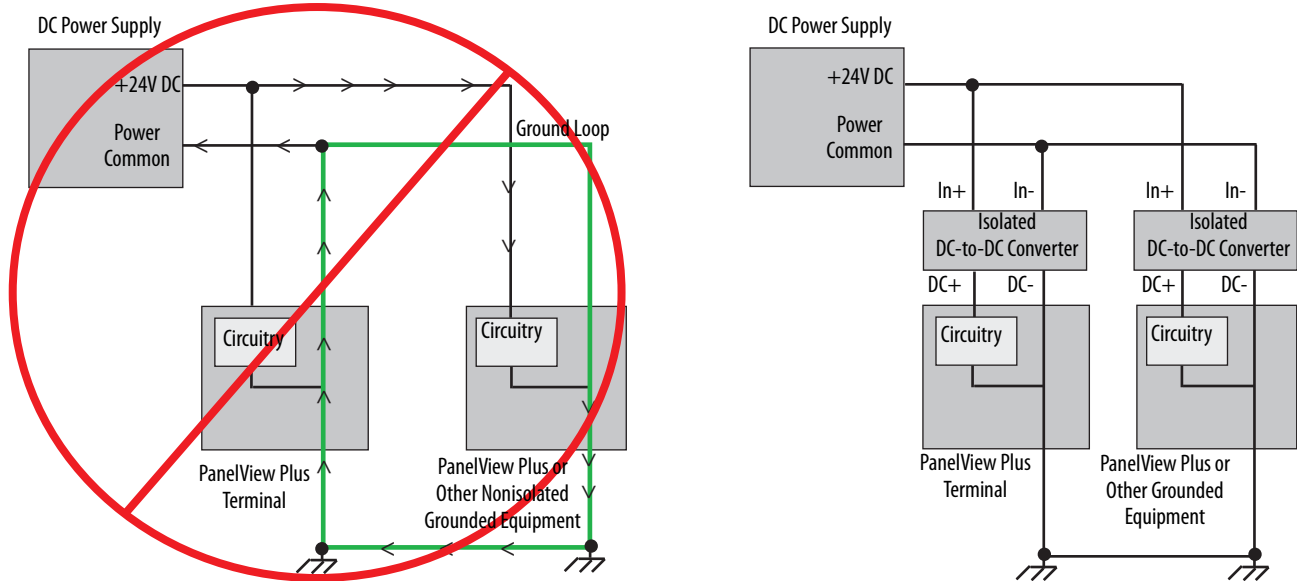 DC Power Supply
+24V DC
Power
Common
Ground Loop
Circuitry
Circuitry
PanelView Plus
Terminal
PanelView Plus or
Other Nonisolated
Grounded Equipment
DC Power Supply
+24V DC
Power
Common
In+
In-
In+
In-
Isolated
DC-to-DC Converter
Isolated
DC-to-DC Converter
DC+
DC-
DC+
DC-
Circuitry
Circuitry
PanelView Plus
Terminal
PanelView Plus or
Other Grounded
Equipment